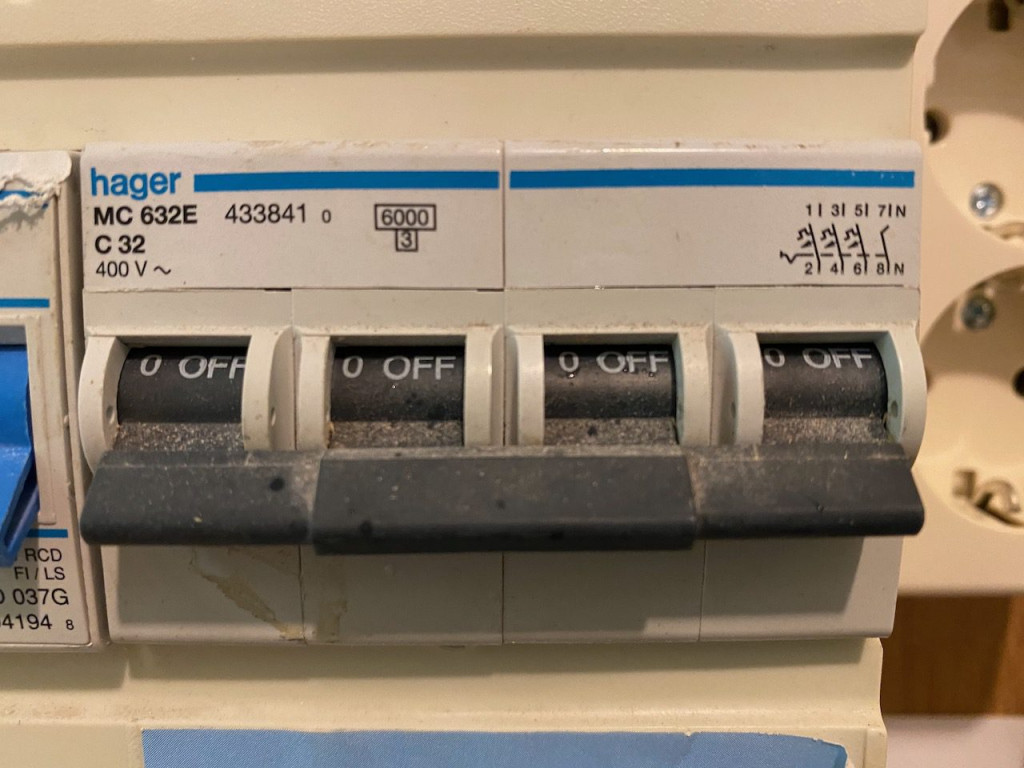 hager
MC 632E 433841 0
C 32
400 V ~
6000
3
1 3 5 7 N
2 4 6 8 N
0 OFF 0 OFF 0 OFF 0 OFF
RCD
FI / LS
037G
4194 8